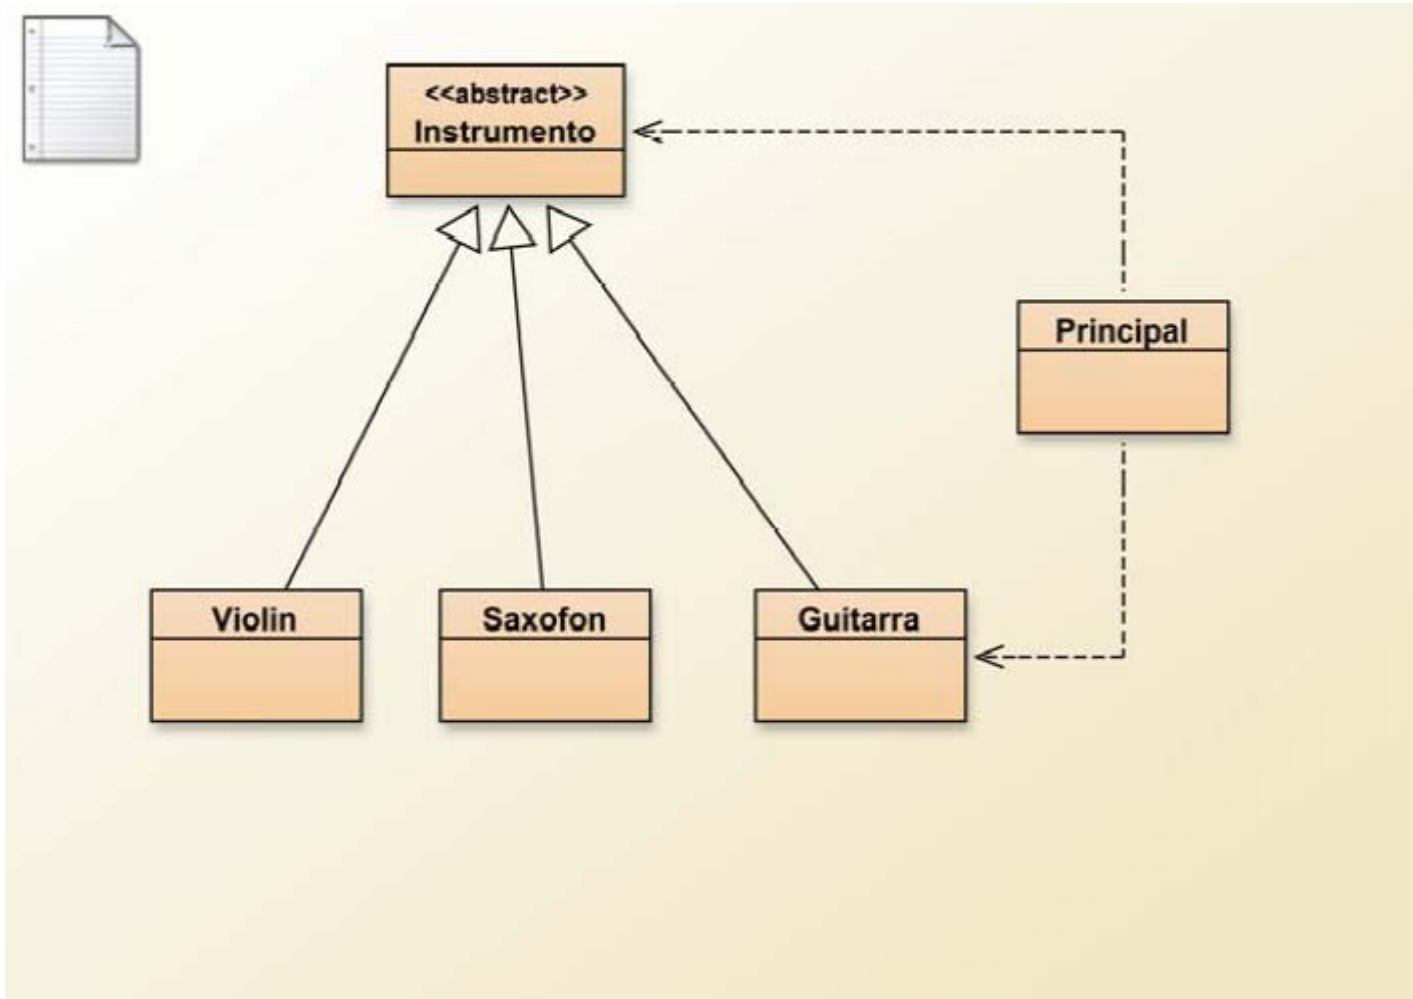 <<abstract>>
Instrumento
Principal
Violin
Saxofon
Guitarra